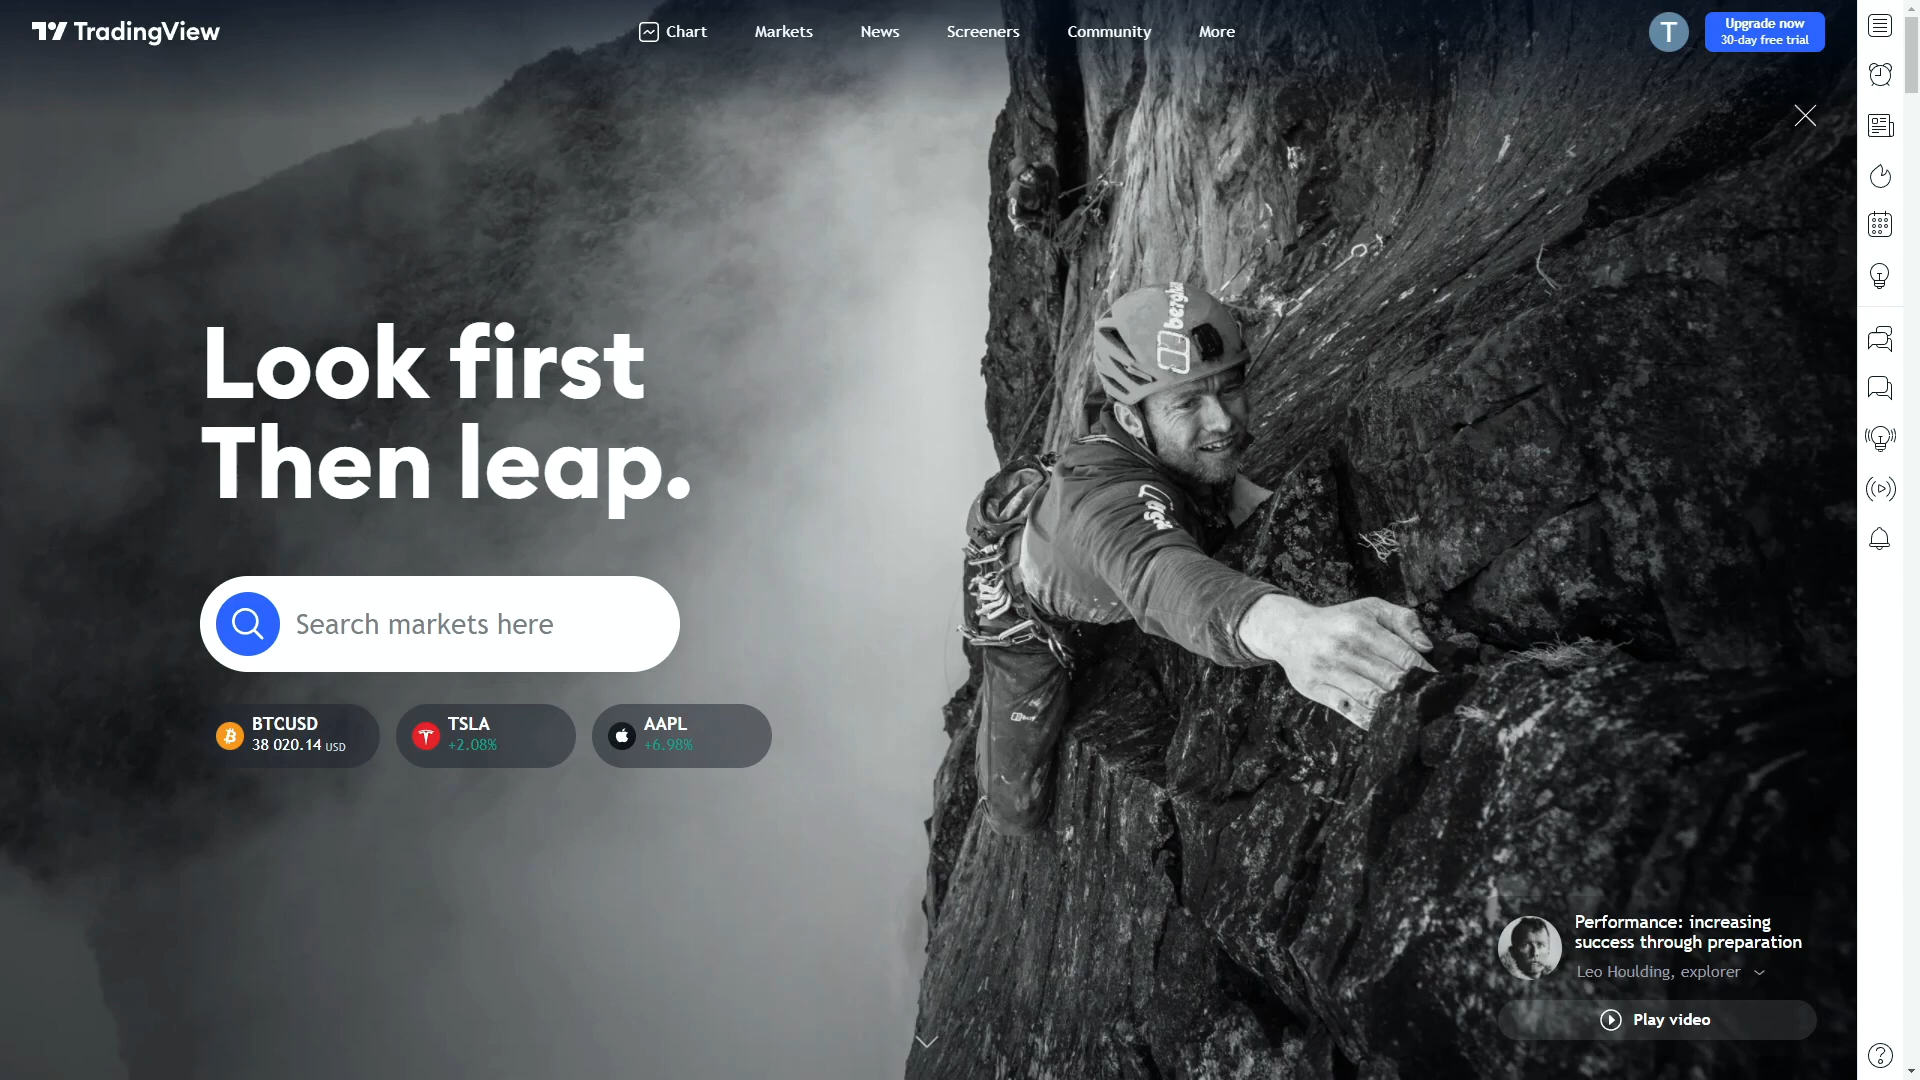 TradingView
Chart
Markets
News
Screeners
Community
More
T
Upgrade now
30-day free trial
Look first
Then leap.
Search markets here
BTCUSD
38 020.14 USD
TSLA
+2.08%
AAPL
+6.98%
Performance: increasing
success through preparation
Leo Houlding, explorer
Play video